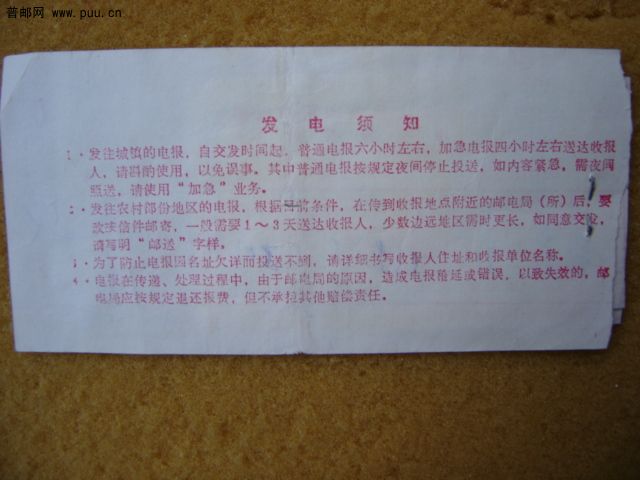 普邮网 www.puu.cn
发电须知
1·发往城镇的电报，自交发时间起，普通电报六小时左右，加急电报四小时左右送达收报
人，请斟酌使用，以免误事。其中普通电报按规定夜间停止投送，如内容紧急，需夜间
照送，请使用“加急”业务。
2·发往农村部份地区的电报，根据目前条件，在传到收报地点附近的邮电局（所）后，要
改作信件邮寄，一般需要1～3天送达收报人，少数边远地区需时更长，如同意交发，
请写明“邮送”字样。
3·为了防止电报因名址欠详而投送不到，请详细书写收报人住址和收报单位名称。
4·电报在传递、处理过程中，由于邮电局的原因，造成电报稽延或错误，以致失效的，邮
电局应按规定退还报费，但不承担其他赔偿责任。